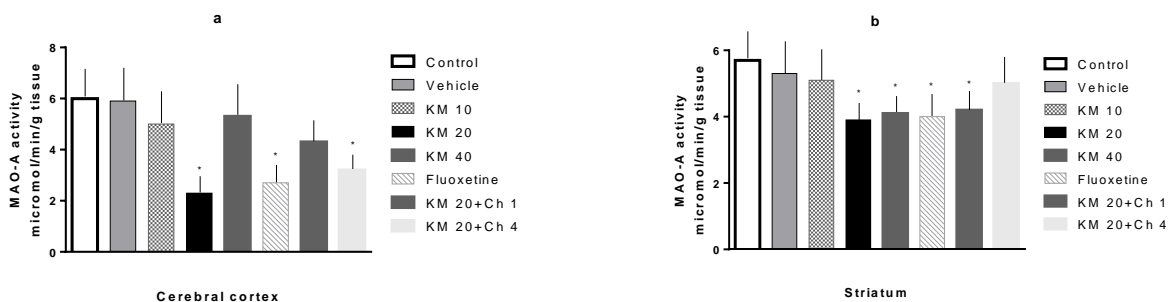 a
MAO-A activity
micromol/min/g tissue
8
6
4
2
0
*
*
*
Control
Vehicle
KM 10
KM 20
KM 40
Fluoxetine
KM 20+Ch 1
KM 20+Ch 4
Cerebral cortex
b
MAO-A activity
micromol/min/g tissue
6
4
2
0
*
*
*
*
Control
Vehicle
KM 10
KM 20
KM 40
Fluoxetine
KM 20+Ch 1
KM 20+Ch 4
Striatum